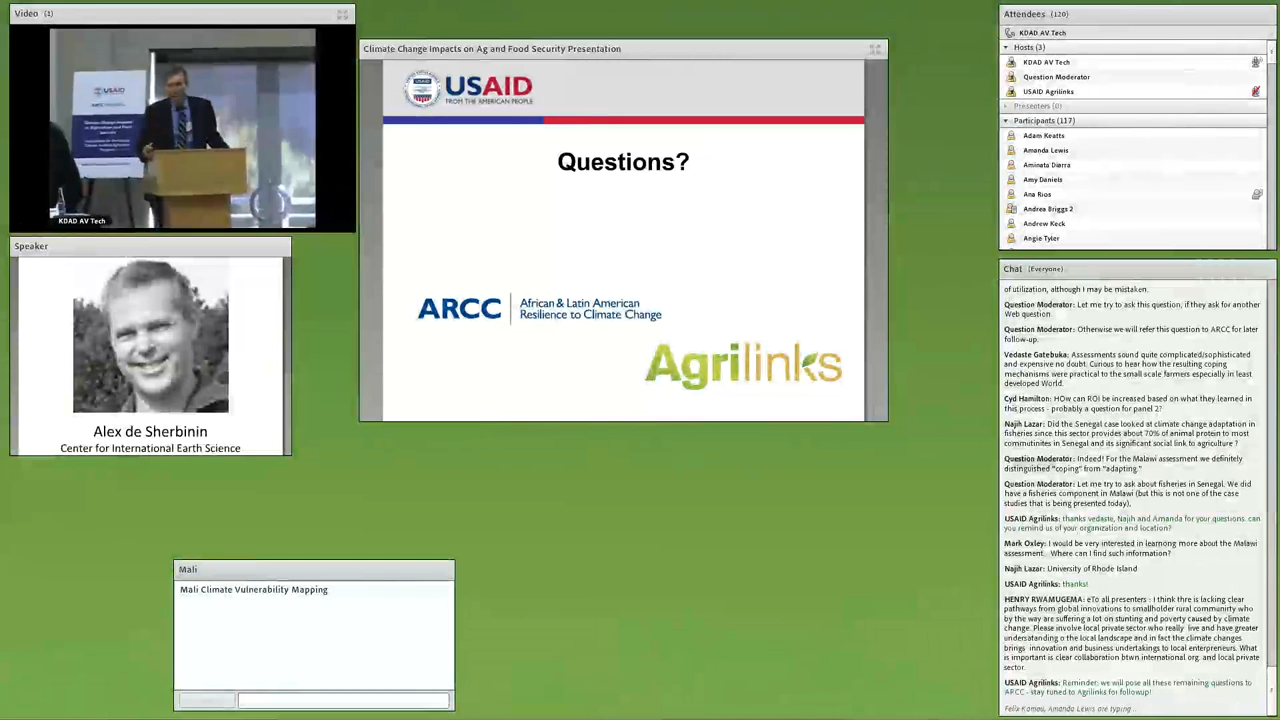 Video (1)
USAID
ARCC
KDAD AV Tech
Speaker
Alex de Sherbinin
Center for International Earth Science
Climate Change Impacts on Ag and Food Security Presentation
USAID
FROM THE AMERICAN PEOPLE
Questions?
ARCC
African & Latin American
Resilience to Climate Change
Agrilinks
Mali
Mali Climate Vulnerability Mapping
Attendees (120)
KDAD AV Tech
Hosts (3)
KDAD AV Tech
Question Moderator
USAID Agrilinks
Presenters (0)
Participants (117)
Adam Keatts
Amanda Lewis
Aminata Diarra
Amy Daniels
Ana Rios
Andrea Briggs 2
Andrew Keck
Angie Tyler
Chat (Everyone)
of utilization, although I may be mistaken.
Question Moderator: Let me try to ask this question, if they ask for another
Web question.
Question Moderator: Otherwise we will refer this question to ARCC for later
follow-up.
Vedaste Gatebuka: Assessments sound quite complicated/sophisticated
and expensive no doubt. Curious to hear how the resulting coping
mechanisms were practical to the small scale farmers especially in least
developed World.
Cyd Hamilton: HOw can ROI be increased based on what they learned in
this process - probably a question for panel 2?
Najih Lazar: Did the Senegal case looked at climate change adaptation in
fisheries since this sector provides about 70% of animal protein to most
communitites in Senegal and its significant social link to agriculture ?
Question Moderator: Indeed! For the Malawi assessment we definitely
distinguished "coping" from "adapting."
Question Moderator: Let me try to ask about fisheries in Senegal. We did
have a fisheries component in Malawi (but this is not one of the case
studies that is being presented today),
USAID Agrilinks: thanks vedaste, Najih and Amanda for your questions. can
you remind us of your organization and location?
Mark Oxley: I would be very interested in learnong more about the Malawi
assessment. Where can I find such information?
Najih Lazar: University of Rhode Island
USAID Agrilinks: thanks!
HENRY RWAMUGEMA: eTo all presenters : I think thre is lacking clear
pathways from global innovations to smallholder rural communirty who
by the way are suffering a lot on stunting and poverty caused by climate
change. Please involve local private sector who really live and have greater
undersatanding o the local landscape and in fact the climate changes
brings innovation and business undertakings to local enterpreneurs. What
is important is clear collaboration btwn international org. and local private
sector.
USAID Agrilinks: Reminder: we will pose all these remaining questions to
ARCC - stay tuned to Agrilinks for followup!
Felix Kamau, Amanda Lewis are typing...